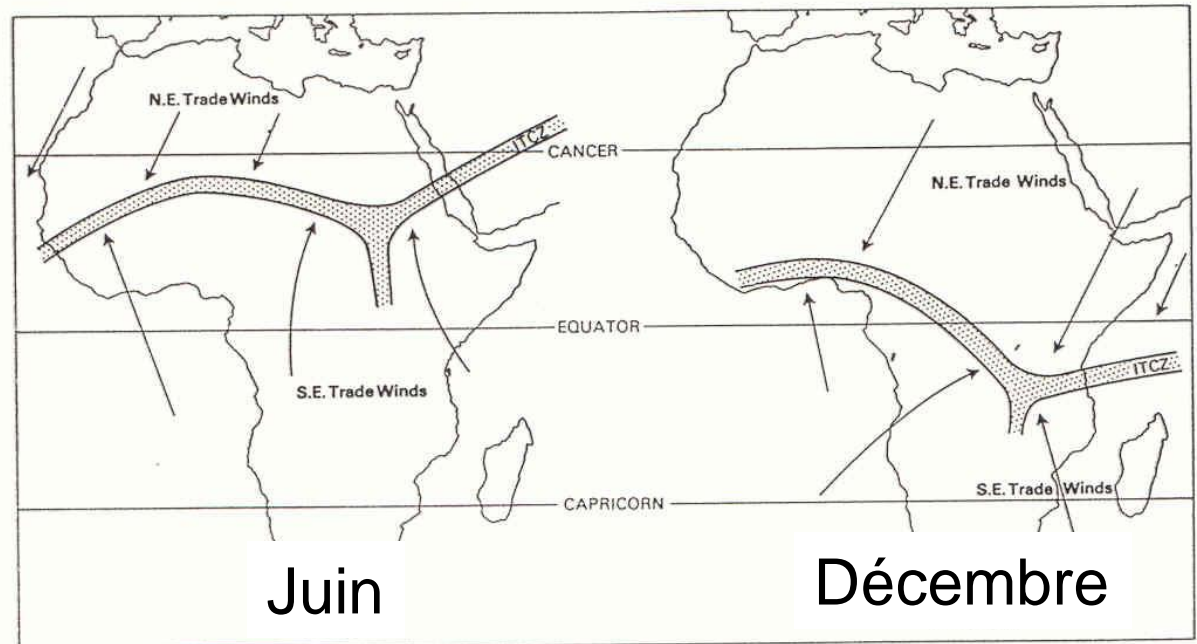 N.E. Trade Winds
ITCZ
CANCER
N.E. Trade Winds
EQUATOR
S.E. Trade Winds
ITCZ
S.E. Trade Winds
CAPRICORN
Juin
Décembre